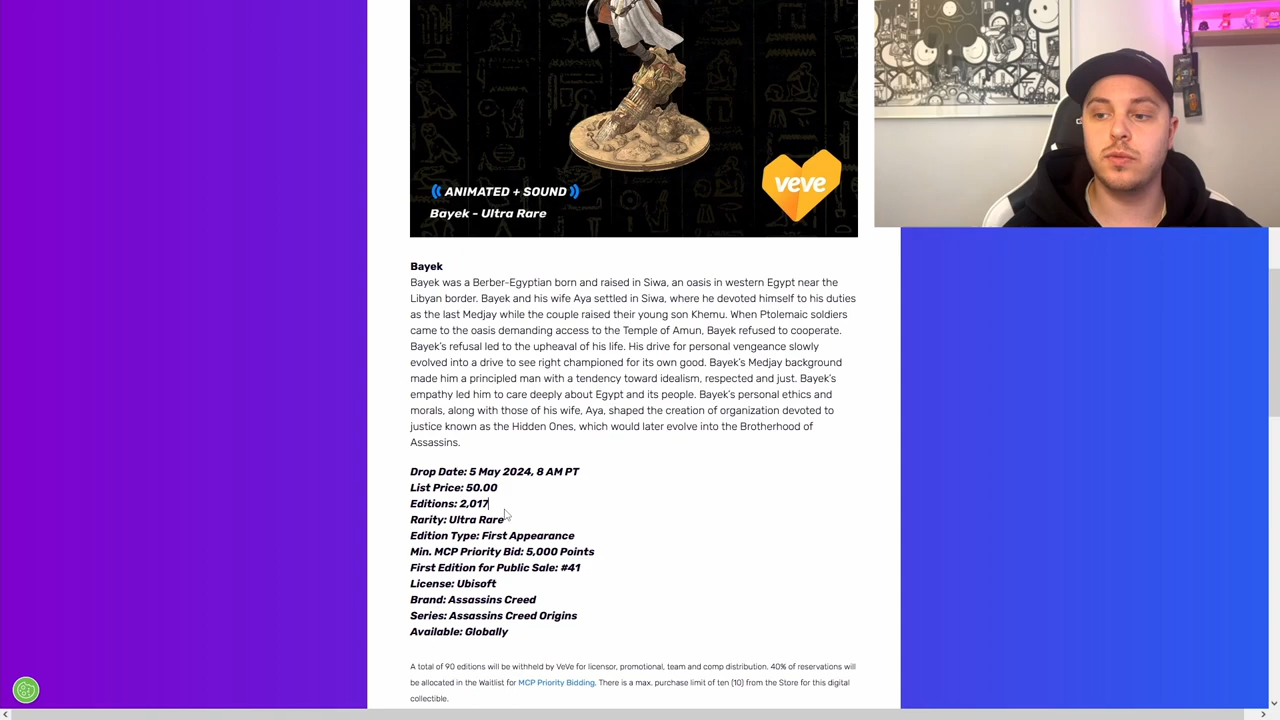 ANIMATED + SOUND
Bayek - Ultra Rare
veve
Bayek
Bayek was a Berber-Egyptian born and raised in Siwa, an oasis in western Egypt near the
Libyan border. Bayek and his wife Aya settled in Siwa, where he devoted himself to his duties
as the last Medjay while the couple raised their young son Khemu. When Ptolemaic soldiers
came to the oasis demanding access to the Temple of Amun, Bayek refused to cooperate.
Bayek's refusal led to the upheaval of his life. His drive for personal vengeance slowly
evolved into a drive to see right championed for its own good. Bayek's Medjay background
made him a principled man with a tendency toward idealism, respected and just. Bayek's
empathy led him to care deeply about Egypt and its people. Bayek's personal ethics and
morals, along with those of his wife, Aya, shaped the creation of organization devoted to
justice known as the Hidden Ones, which would later evolve into the Brotherhood of
Assassins.
Drop Date: 5 May 2024, 8 AM PT
List Price: 50.00
Editions: 2,017
Rarity: Ultra Rare
Edition Type: First Appearance
Min. MCP Priority Bid: 5,000 Points
First Edition for Public Sale: #41
License: Ubisoft
Brand: Assassins Creed
Series: Assassins Creed Origins
Available: Globally
A total of 90 editions will be withheld by VeVe for licensor, promotional, team and comp distribution. 40% of reservations will
be allocated in the Waitlist for MCP Priority Bidding. There is a max. purchase limit of ten (10) from the Store for this digital
collectible.